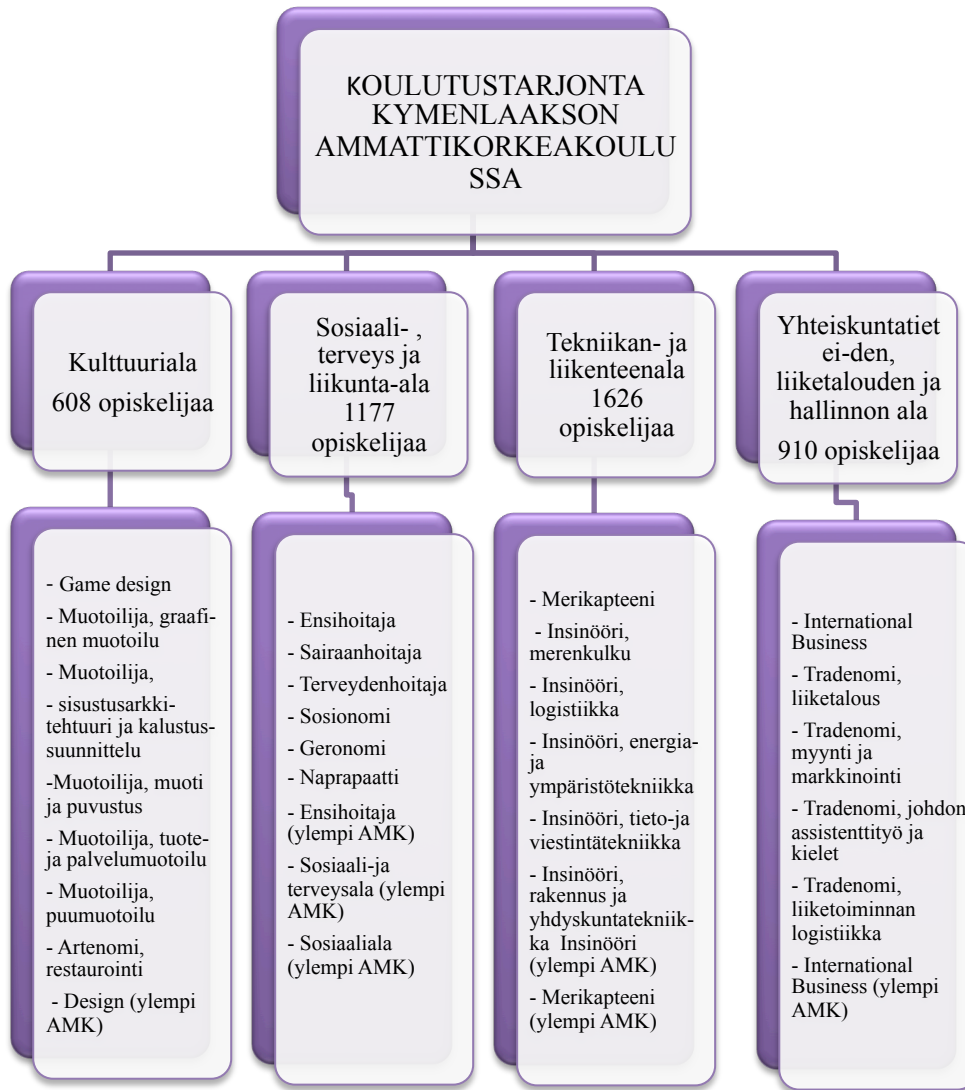 KOULUTUSTARJONTA
KYMENLAAKSON
AMMATTIKORKEAKOULU
SSA
Kulttuuriala
608 opiskelijaa
Sosiaali- ,
terveys ja
liikunta-ala
1177
opiskelijaa
Tekniikan- ja
liikenteenala
1626
opiskelijaa
Yhteiskuntatiet
ei-den,
liiketalouden ja
hallinnon ala
910 opiskelijaa
- Game design
- Muotoilija, graafi-
nen muotoilu
- Muotoilija,
- sisustusarkki-
tehtuuri ja kalustus-
suunnittelu
-Muotoilija, muoti
ja puvustus
- Muotoilija, tuote-
ja palvelumuotoilu
- Muotoilija,
puumuotoilu
- Artenomi,
restaurointi
- Design (ylempi
AMK)
- Ensihoitaja
- Sairaanhoitaja
- Terveydenhoitaja
- Sosionomi
- Geronomi
- Naprapaatti
- Ensihoitaja
(ylempi AMK)
- Sosiaali-ja
terveysala (ylempi
AMK)
- Sosiaaliala
(ylempi AMK)
- Merikapteeni
- Insinööri,
merenkulku
- Insinööri,
logistiikka
- Insinööri, energia-
ja
ympäristötekniikka
- Insinööri, tieto-ja
viestintätekniikka
- Insinööri,
rakennus ja
yhdyskuntatekniik-
ka Insinööri
(ylempi AMK)
- Merikapteeni
(ylempi AMK)
- International
Business
- Tradenomi,
liiketalous
- Tradenomi,
myynti ja
markkinointi
- Tradenomi, johdon
assistenttityö ja
kielet
- Tradenomi,
liiketoiminnan
logistiikka
- International
Business (ylempi
AMK)